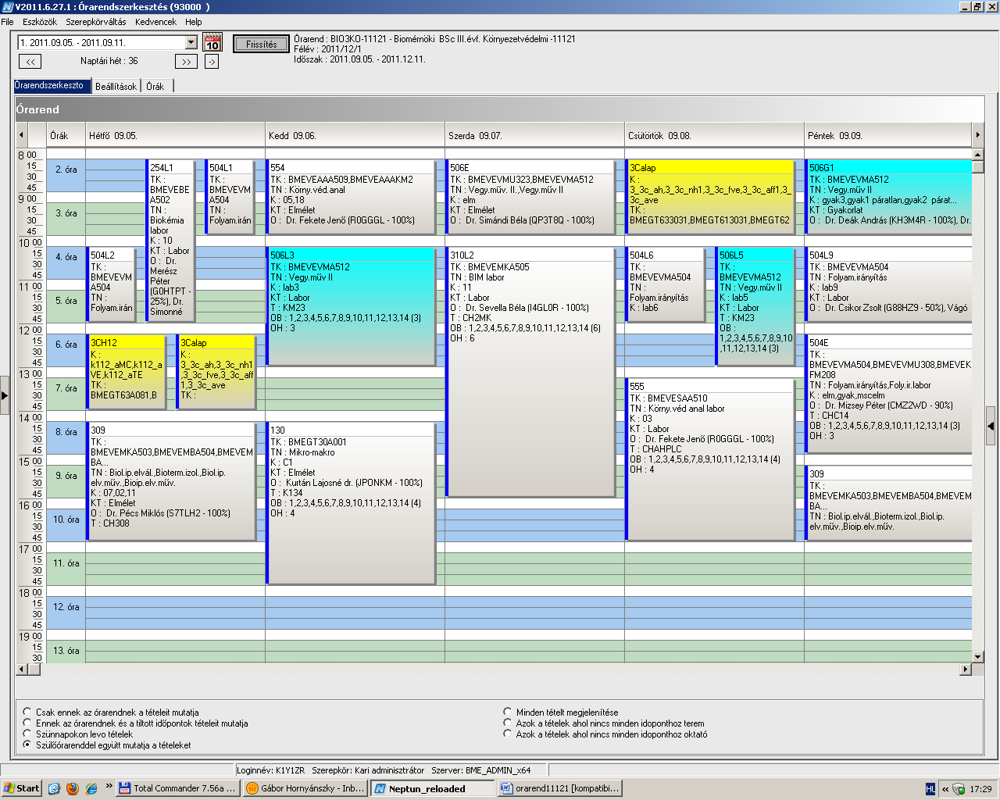 V2011.6.27.1 : Órarendszerkesztés (93000  )
File Eszközök Szerepkörváltás Kedvencek Help
1. 2011.09.05. - 2011.09.11.
10
Frissítés
Órarend : BIO3KO-11121 - Biomérnöki BSc III.évf. Környezetvédelmi -11121
Félév : 2011/12/1
Időszak : 2011.09.05. - 2011.12.11.
<< Naptári hét : 36 >> ->
Órarendszerkeszto Beállítások Órák
Órarend
Órák Hétfő 09.05. Kedd 09.06. Szerda 09.07. Csütörtök 09.08. Péntek 09.09.
8 00
15
30
45
9 00
15
30
45
10 00
15
30
45
11 00
15
30
45
12 00
15
30
45
13 00
15
30
45
14 00
15
30
45
15 00
15
30
45
16 00
15
30
45
17 00
15
30
45
18 00
15
30
45
19 00
15
30
2. óra
3. óra
4. óra
5. óra
6. óra
7. óra
8. óra
9. óra
10. óra
11. óra
12. óra
13. óra
254L1
TK :
BMEVEBE
A502
TN :
Biokémia
labor
K : 10
KT : Labor
O : Dr.
Merész
Péter
(G0HTPT -
25%), Dr.
Simonné
504L1
TK :
BMEVEVM
A504
TN :
Folyam.irán
504L2
TK :
BMEVEVM
A504
TN :
Folyam.irán
3CH12
K :
k112_aMC,k112_a
VE,k112_aTE
TK :
BMEGT63A081,B
3Calap
K :
3_3c_ah,3_3c_nh1
,3_3c_fve,3_3c_aff
1,3_3c_ave
TK :
309
TK :
BMEVEMKA503,BMEVEMBA504,BMEVEM
BA...
TN : Biol.ip.elvál.,Bioterm.izol.,Biol.ip.
elv.műv.,Bioip.elv.műv.
K : 07,02,11
KT : Elmélet
O : Dr. Pécs Miklós (S7TLH2 - 100%)
T : CH308
554
TK : BMEVEAAA509,BMEVEAAAKM2
TN : Körny.véd.anal
K : 05,18
KT : Elmélet
O : Dr. Fekete Jenő (R0GGGL - 100%)
506L3
TK : BMEVEVMA512
TN : Vegy.műv II
K : lab3
KT : Labor
T : KM23
OB : 1,2,3,4,5,6,7,8,9,10,11,12,13,14 (3)
OH : 3
130
TK : BMEGT30A001
TN : Mikro-makro
K : C1
KT : Elmélet
O : Kurtán Lajosné dr. (JPONKM - 100%)
T : K134
OB : 1,2,3,4,5,6,7,8,9,10,11,12,13,14 (4)
OH : 4
506E
TK : BMEVEVMU323,BMEVEVMA512
TN : Vegy.műv. II.,Vegy.műv II
K : elm
KT : Elmélet
O : Dr. Simándi Béla (QP3T8Q - 100%)
310L2
TK : BMEVEMKA505
TN : BIM labor
K : 11
KT : Labor
O : Dr. Sevella Béla (I4GL0R - 100%)
T : CH2MK
OB : 1,2,3,4,5,6,7,8,9,10,11,12,13,14 (6)
OH : 6
3Calap
K :
3_3c_ah,3_3c_nh1,3_3c_fve,3_3c_aff1,3_
3c_ave
TK :
BMEGT633031,BMEGT613031,BMEGT62
504L6
TK :
BMEVEVMA504
TN :
Folyam.irányítás
K : lab6
506L5
TK :
BMEVEVMA512
TN : Vegy.műv II
K : lab5
KT : Labor
T : KM23
OB :
1,2,3,4,5,6,7,8,9,10
,11,12,13,14 (3)
555
TK : BMEVESAA510
TN : Körny.véd anal labor
K : 03
KT : Labor
O : Dr. Fekete Jenő (R0GGGL - 100%)
T : CHAHPLC
OB : 1,2,3,4,5,6,7,8,9,10,11,12,13,14 (4)
OH : 4
506G1
TK : BMEVEVMA512
TN : Vegy.műv II
K : gyak3,gyak1 páratlan,gyak2 párat...
KT : Gyakorlat
O : Dr. Deák András (KH3M4R - 100%), Dr.
504L9
TK : BMEVEVMA504
TN : Folyam.irányítás
K : lab9
KT : Labor
O : Dr. Csikor Zsolt (G88HZ9 - 50%), Vágó
504E
TK :
BMEVEVMA504,BMEVEVMU308,BMEVEK
FM208
TN : Folyam.irányítás,Foly.ir.labor
K : elm,gyak,mscelm
O : Dr. Mizsey Péter (CMZ2WD - 90%)
T : CHC14
OB : 1,2,3,4,5,6,7,8,9,10,11,12,13,14 (3)
OH : 3
309
TK :
BMEVEMKA503,BMEVEMBA504,BMEVEM
BA...
TN : Biol.ip.elvál.,Bioterm.izol.,Biol.ip.
elv.műv.,Bioip.elv.műv.
Csak ennek az órarendnek a tételeit mutatja
Ennek az órarendnek és a tiltott időpontok tételeit mutatja
Szünnapokon levo tételek
Szülőórarenddel együtt mutatja a tételeket
Minden tételt megjelenítése
Azok a tételek ahol nincs minden idoponthoz terem
Azok a tételek ahol nincs minden idoponthoz oktató
Loginnév: K1Y1ZR Szerepkör: Kari adminisztrátor Szerver: BME_ADMIN_x64
Start » Total Commander 7.56a ... Gábor Hornyánszky - Inb... Neptun_reloaded orarend11121 [kompatibi... HU « 17:29